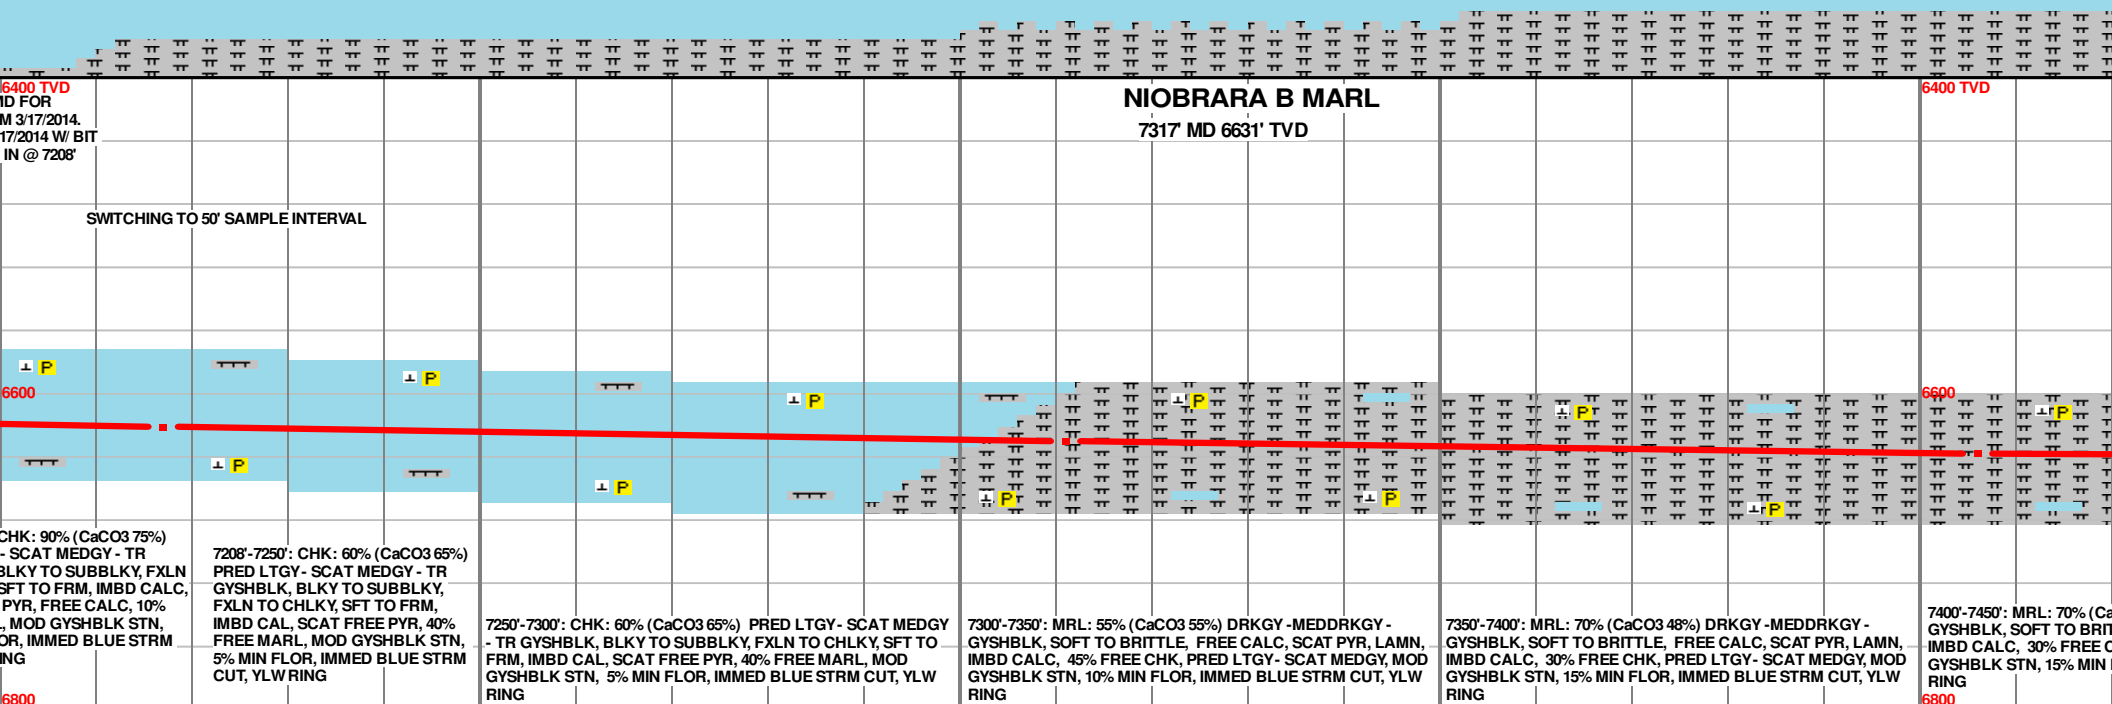 6400 TVD
MD FOR
M 3/17/2014.
17/2014 W/ BIT
IN @ 7208'
NIOBRARA B MARL
7317' MD 6631' TVD
6400 TVD
SWITCHING TO 50' SAMPLE INTERVAL
P
P
P
P
P
P
P
P
P
P
P
P
P
6600
6600
CHK: 90% (CaCO3 75%)
- SCAT MEDGY - TR
BLKY TO SUBBLKY, FXLN
SFT TO FRM, IMBD CALC,
PYR, FREE CALC, 10%
, MOD GYSHBLK STN,
OR, IMMED BLUE STRM
ING
7208'-7250': CHK: 60% (CaCO3 65%)
PRED LTGY- SCAT MEDGY - TR
GYSHBLK, BLKY TO SUBBLKY,
FXLN TO CHLKY, SFT TO FRM,
IMBD CAL, SCAT FREE PYR, 40%
FREE MARL, MOD GYSHBLK STN,
5% MIN FLOR, IMMED BLUE STRM
CUT, YLW RING
7250'-7300': CHK: 60% (CaCO3 65%) PRED LTGY- SCAT MEDGY
- TR GYSHBLK, BLKY TO SUBBLKY, FXLN TO CHLKY, SFT TO
FRM, IMBD CAL, SCAT FREE PYR, 40% FREE MARL, MOD
GYSHBLK STN, 5% MIN FLOR, IMMED BLUE STRM CUT, YLW
RING
7300'-7350': MRL: 55% (CaCO3 55%) DRKGY -MEDDRKGY -
GYSHBLK, SOFT TO BRITTLE, FREE CALC, SCAT PYR, LAMN,
IMBD CALC, 45% FREE CHK, PRED LTGY- SCAT MEDGY, MOD
GYSHBLK STN, 10% MIN FLOR, IMMED BLUE STRM CUT, YLW
RING
7350'-7400': MRL: 70% (CaCO3 48%) DRKGY -MEDDRKGY -
GYSHBLK, SOFT TO BRITTLE, FREE CALC, SCAT PYR, LAMN,
IMBD CALC, 30% FREE CHK, PRED LTGY- SCAT MEDGY, MOD
GYSHBLK STN, 15% MIN FLOR, IMMED BLUE STRM CUT, YLW
RING
7400'-7450': MRL: 70% (Ca
GYSHBLK, SOFT TO BRIT
IMBD CALC, 30% FREE C
GYSHBLK STN, 15% MIN
RING
6800
6800